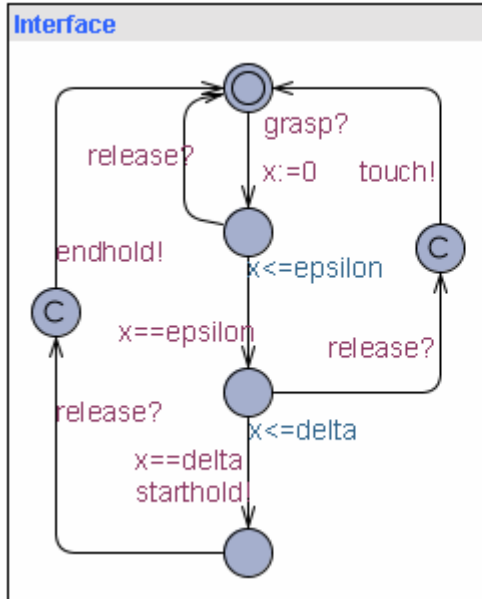 Interface
grasp?
release?
x:=0
touch!
endhold!
C
x<=epsilon
C
x==epsilon
release?
release?
x<=delta
x==delta
starthold!